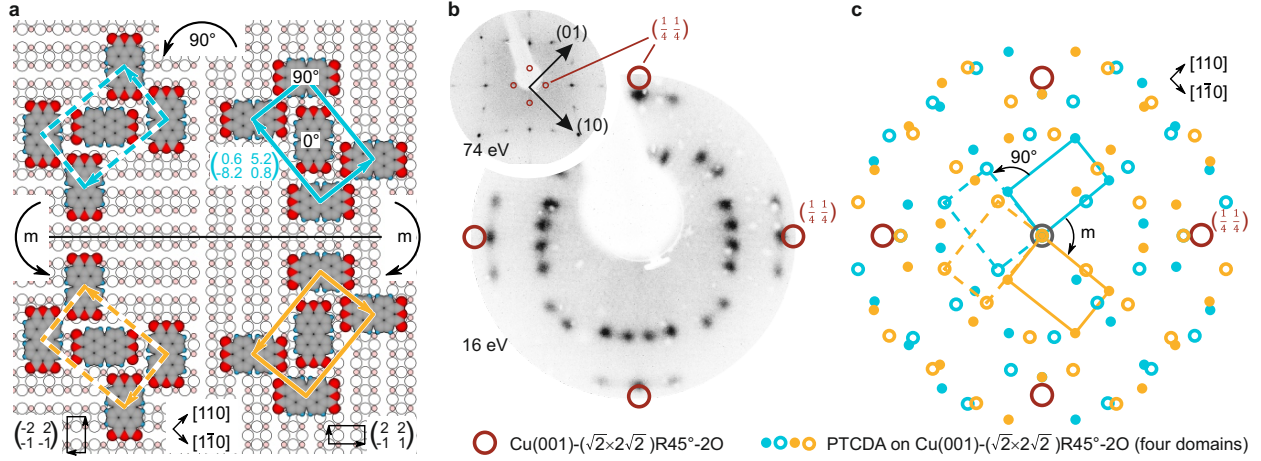 a
90°
90°
0°
(0.6 5.2
-8.2 0.8)
m
m
(-2 2
-1 -1)
[110]
[11̄0]
(2 2
-1 1)
b
(01)
(10)
74 eV
(1/4 1/4)
(1/4 1/4)
16 eV
c
[110]
[11̄0]
90°
m
(1/4 1/4)
Cu(001)-(√2×2√2)R45°-2O
PTCDA on Cu(001)-(√2×2√2)R45°-2O (four domains)